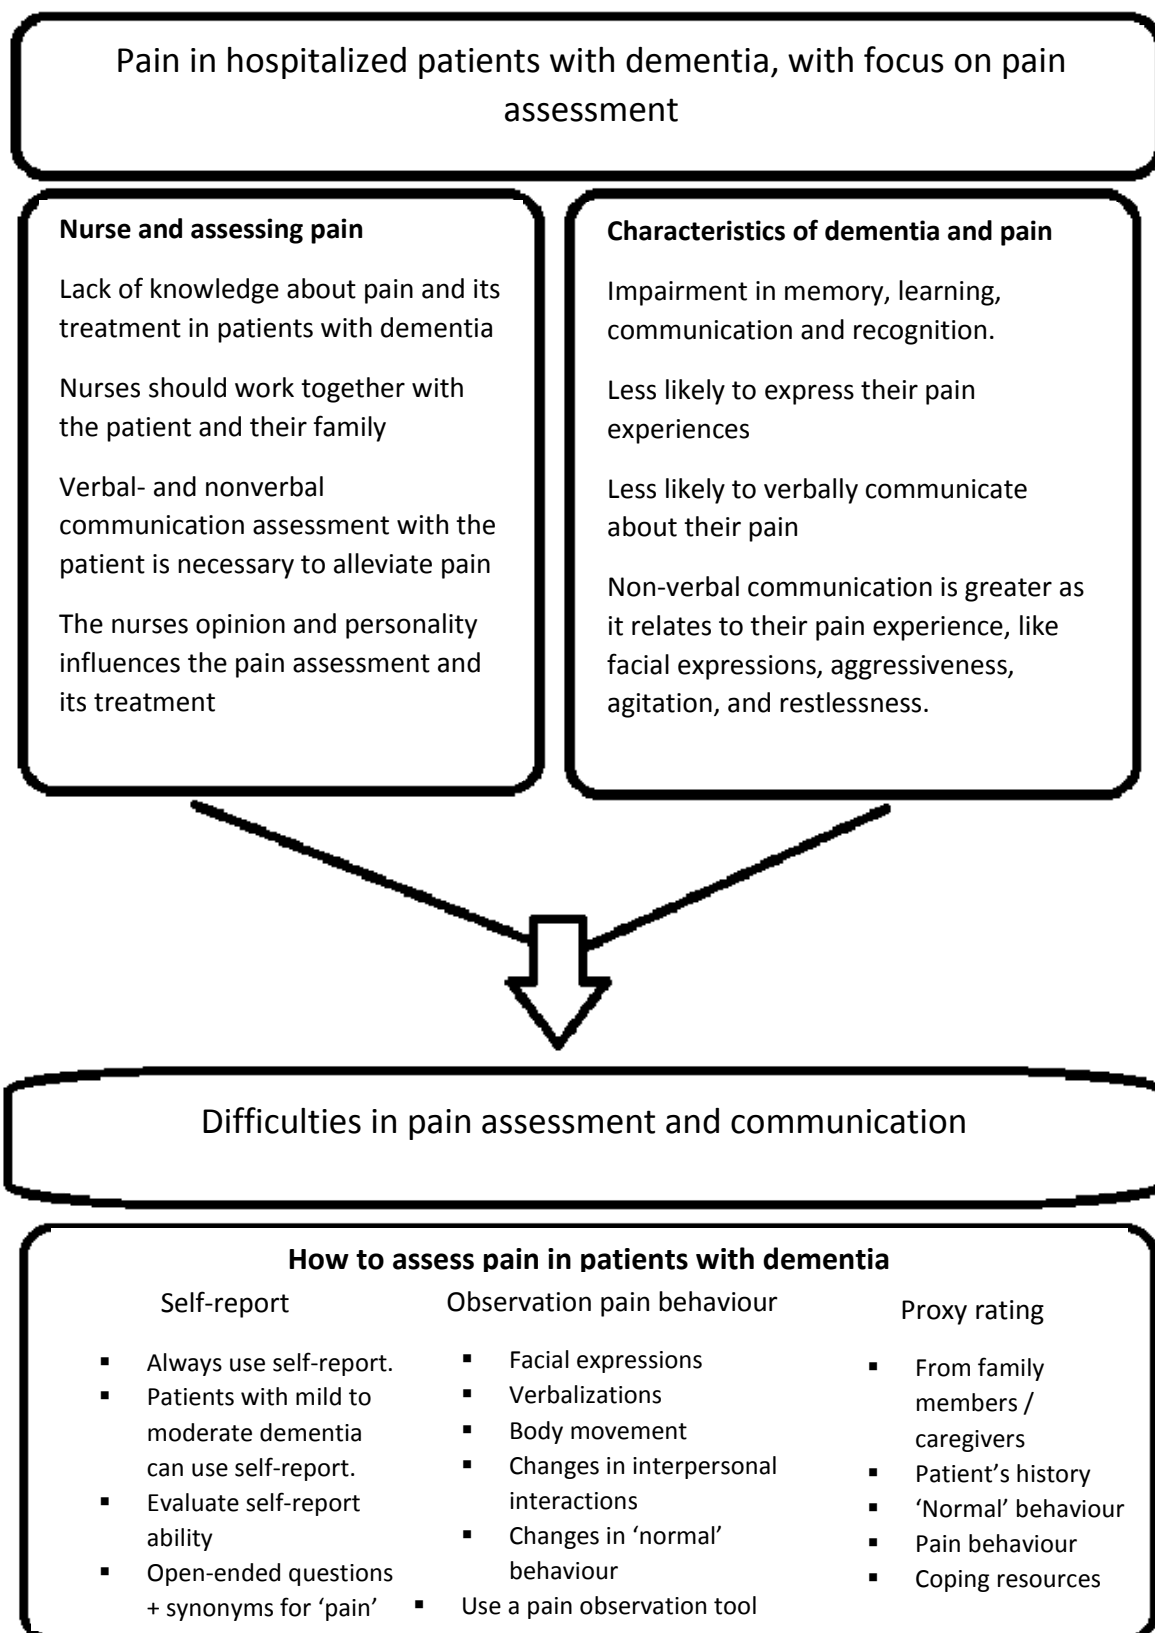 Pain in hospitalized patients with dementia, with focus on pain
assessment
Nurse and assessing pain
Lack of knowledge about pain and its
treatment in patients with dementia
Nurses should work together with
the patient and their family
Verbal- and nonverbal
communication assessment with the
patient is necessary to alleviate pain
The nurses opinion and personality
influences the pain assessment and
its treatment
Characteristics of dementia and pain
Impairment in memory, learning,
communication and recognition.
Less likely to express their pain
experiences
Less likely to verbally communicate
about their pain
Non-verbal communication is greater as
it relates to their pain experience, like
facial expressions, aggressiveness,
agitation, and restlessness.
Difficulties in pain assessment and communication
How to assess pain in patients with dementia
Self-report
▪ Always use self-report.
▪ Patients with mild to
moderate dementia
can use self-report.
▪ Evaluate self-report
ability
▪ Open-ended questions
+ synonyms for ‘pain’
Observation pain behaviour
▪ Facial expressions
▪ Verbalizations
▪ Body movement
▪ Changes in interpersonal
interactions
▪ Changes in ‘normal’
behaviour
▪ Use a pain observation tool
Proxy rating
▪ From family
members /
caregivers
▪ Patient’s history
▪ ‘Normal’ behaviour
▪ Pain behaviour
▪ Coping resources